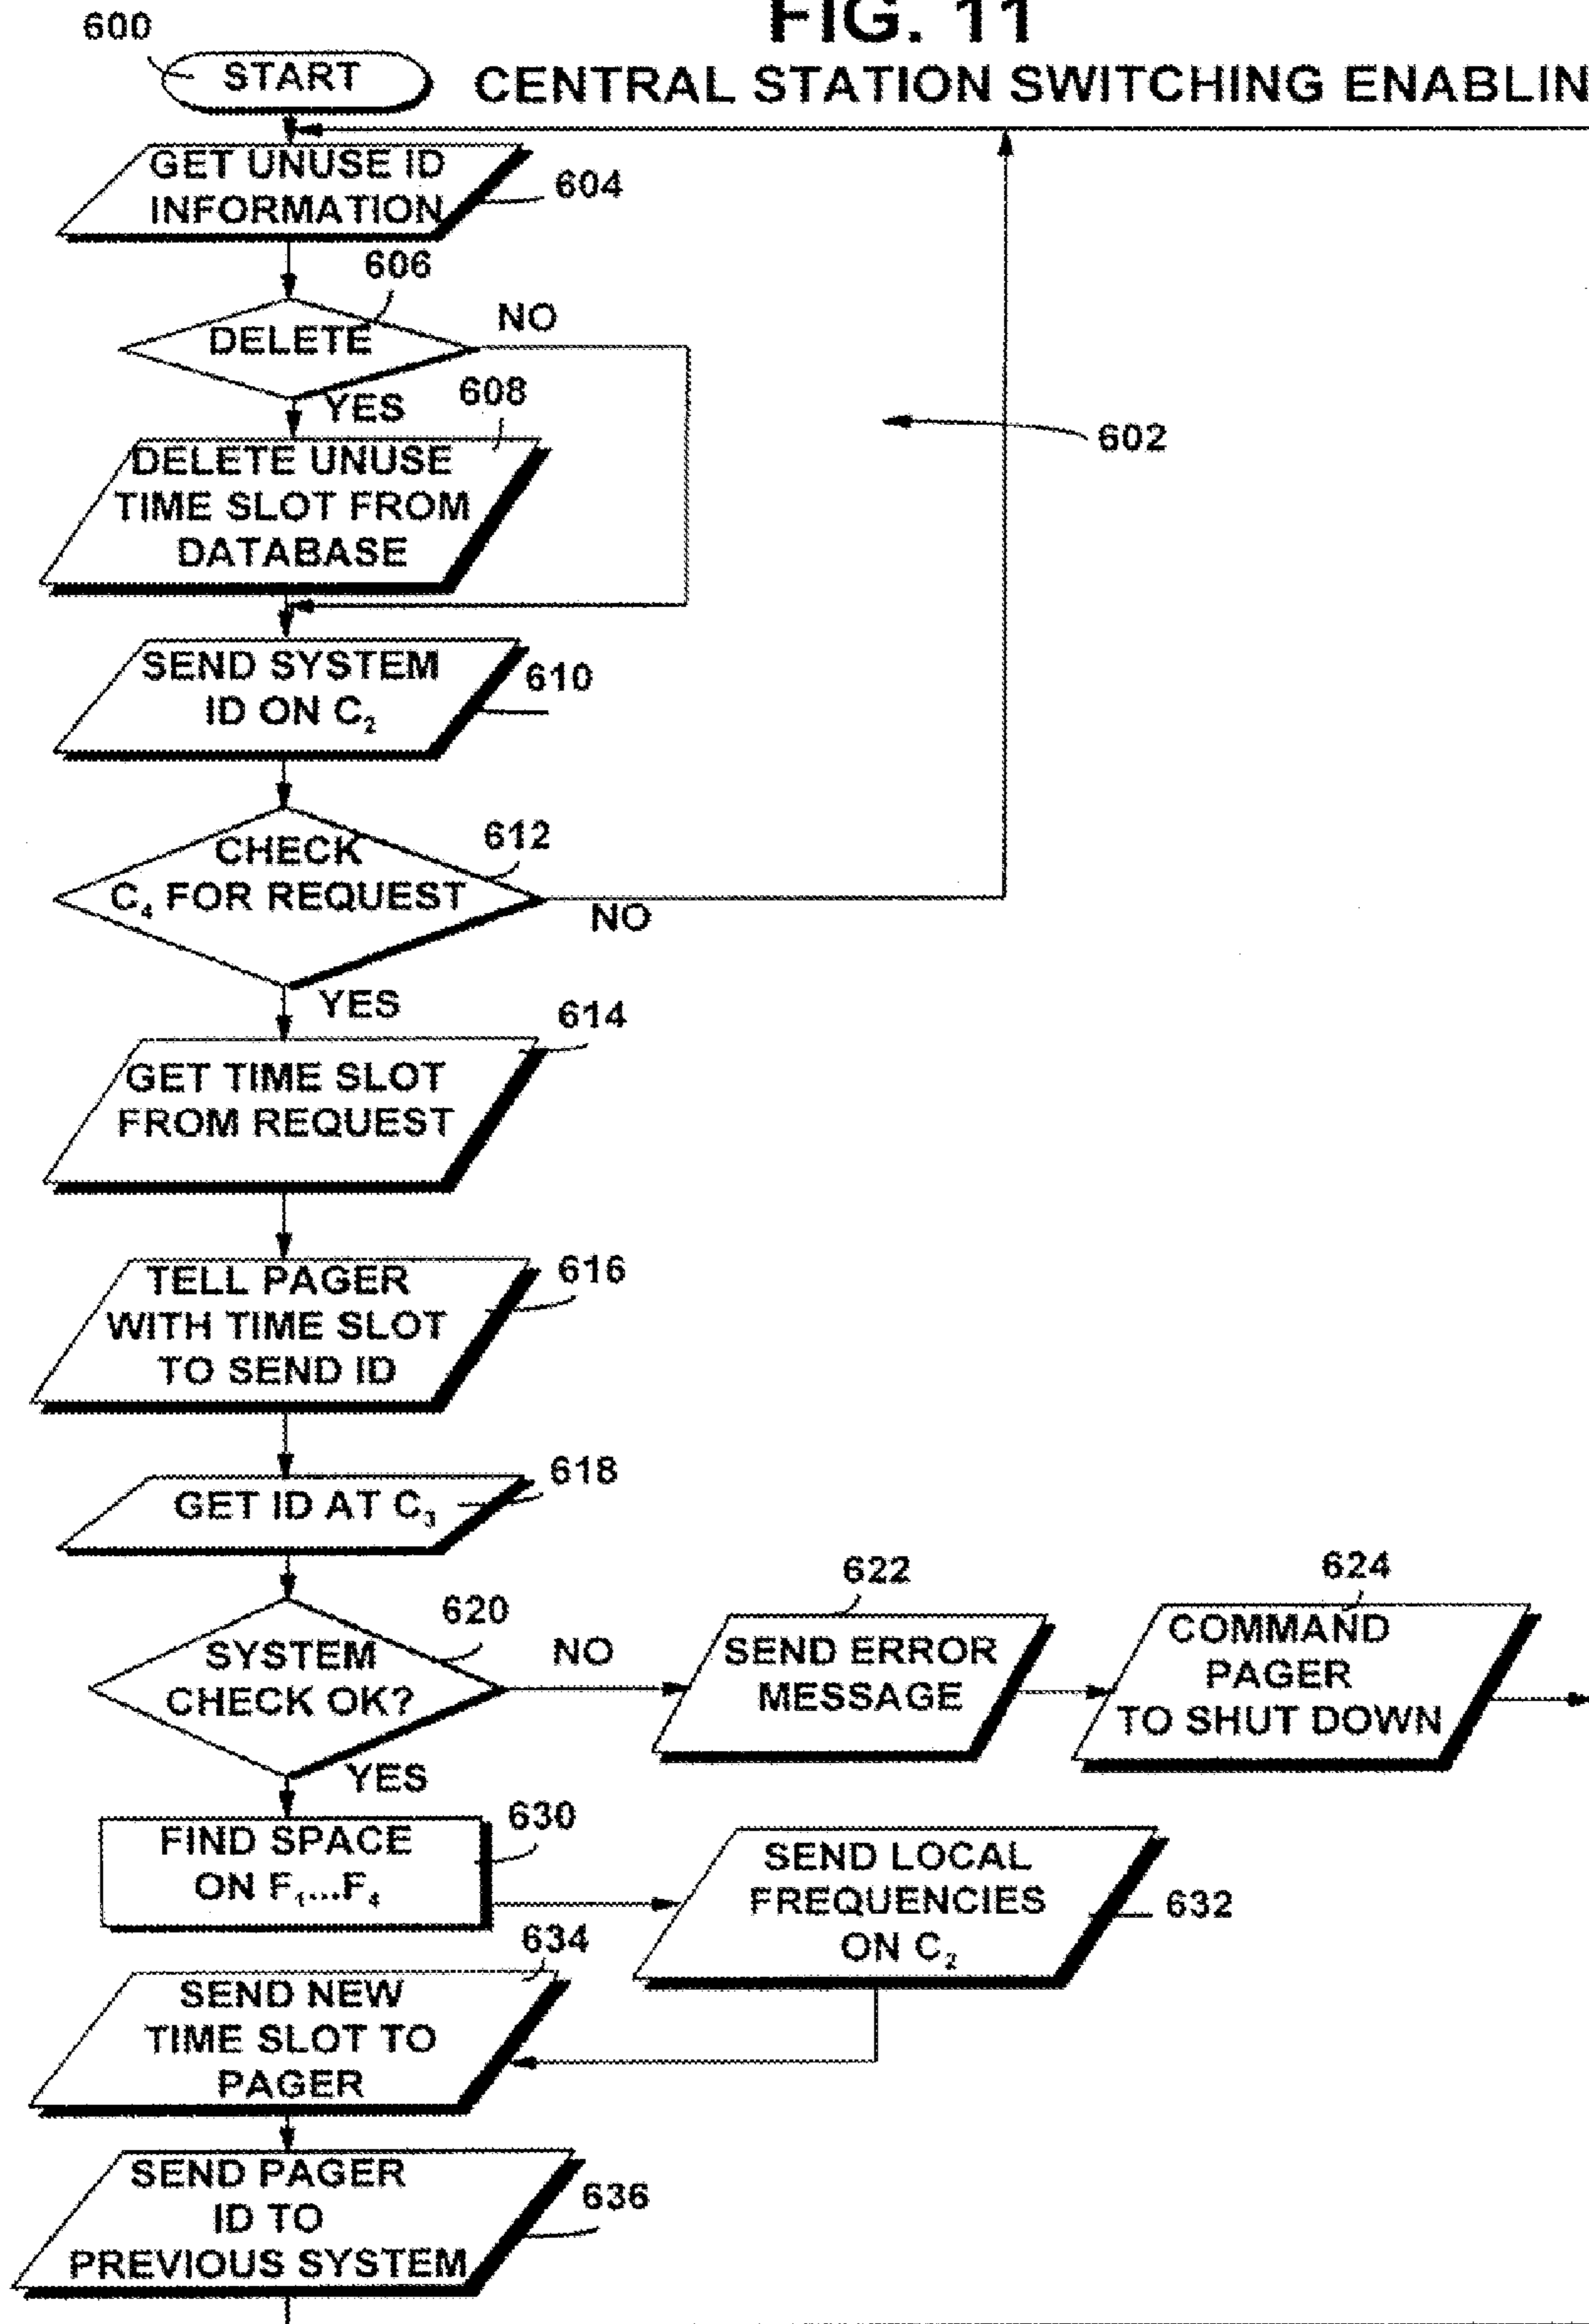 FIG. 11
600
START
CENTRAL STATION SWITCHING ENABLIN
GET UNUSE ID
INFORMATION
604
606
DELETE
NO
YES
608
602
DELETE UNUSE
TIME SLOT FROM
DATABASE
SEND SYSTEM
ID ON C₂
610
CHECK
C₄ FOR REQUEST
612
NO
YES
614
GET TIME SLOT
FROM REQUEST
TELL PAGER
WITH TIME SLOT
TO SEND ID
616
GET ID AT C₃
618
SYSTEM
CHECK OK?
620
NO
YES
622
SEND ERROR
MESSAGE
624
COMMAND
PAGER
TO SHUT DOWN
FIND SPACE
ON F₁...F₄
630
SEND LOCAL
FREQUENCIES
ON C₂
632
634
SEND NEW
TIME SLOT TO
PAGER
SEND PAGER
ID TO
PREVIOUS SYSTEM
636